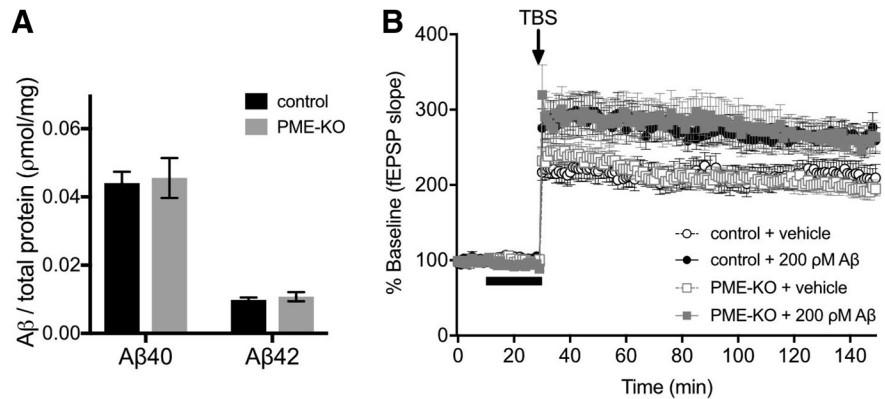 A
Aβ / total protein (ρmol/mg)
0.06
0.04
0.02
0.00
control
PME-KO
Aβ40
Aβ42
B
TBS
% Baseline (fEPSP slope)
400
300
200
100
0
control + vehicle
control + 200 ρM Aβ
PME-KO + vehicle
PME-KO + 200 ρM Aβ
0
20
40
60
80
100
120
140
Time (min)